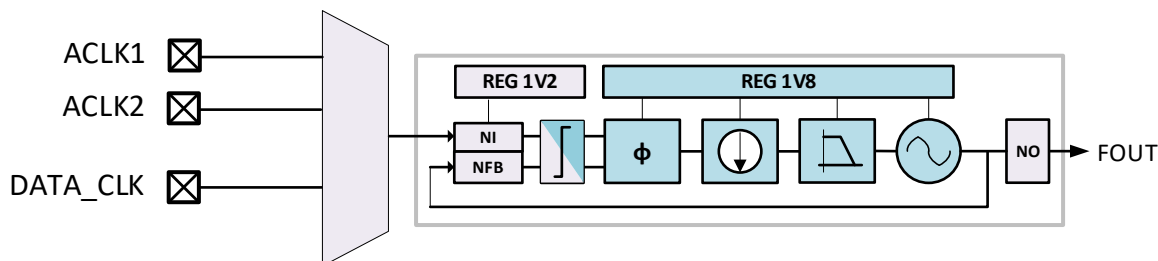 ACLK1
ACLK2
DATA_CLK
REG 1V2
REG 1V8
NI
NFB
ϕ
NO
FOUT